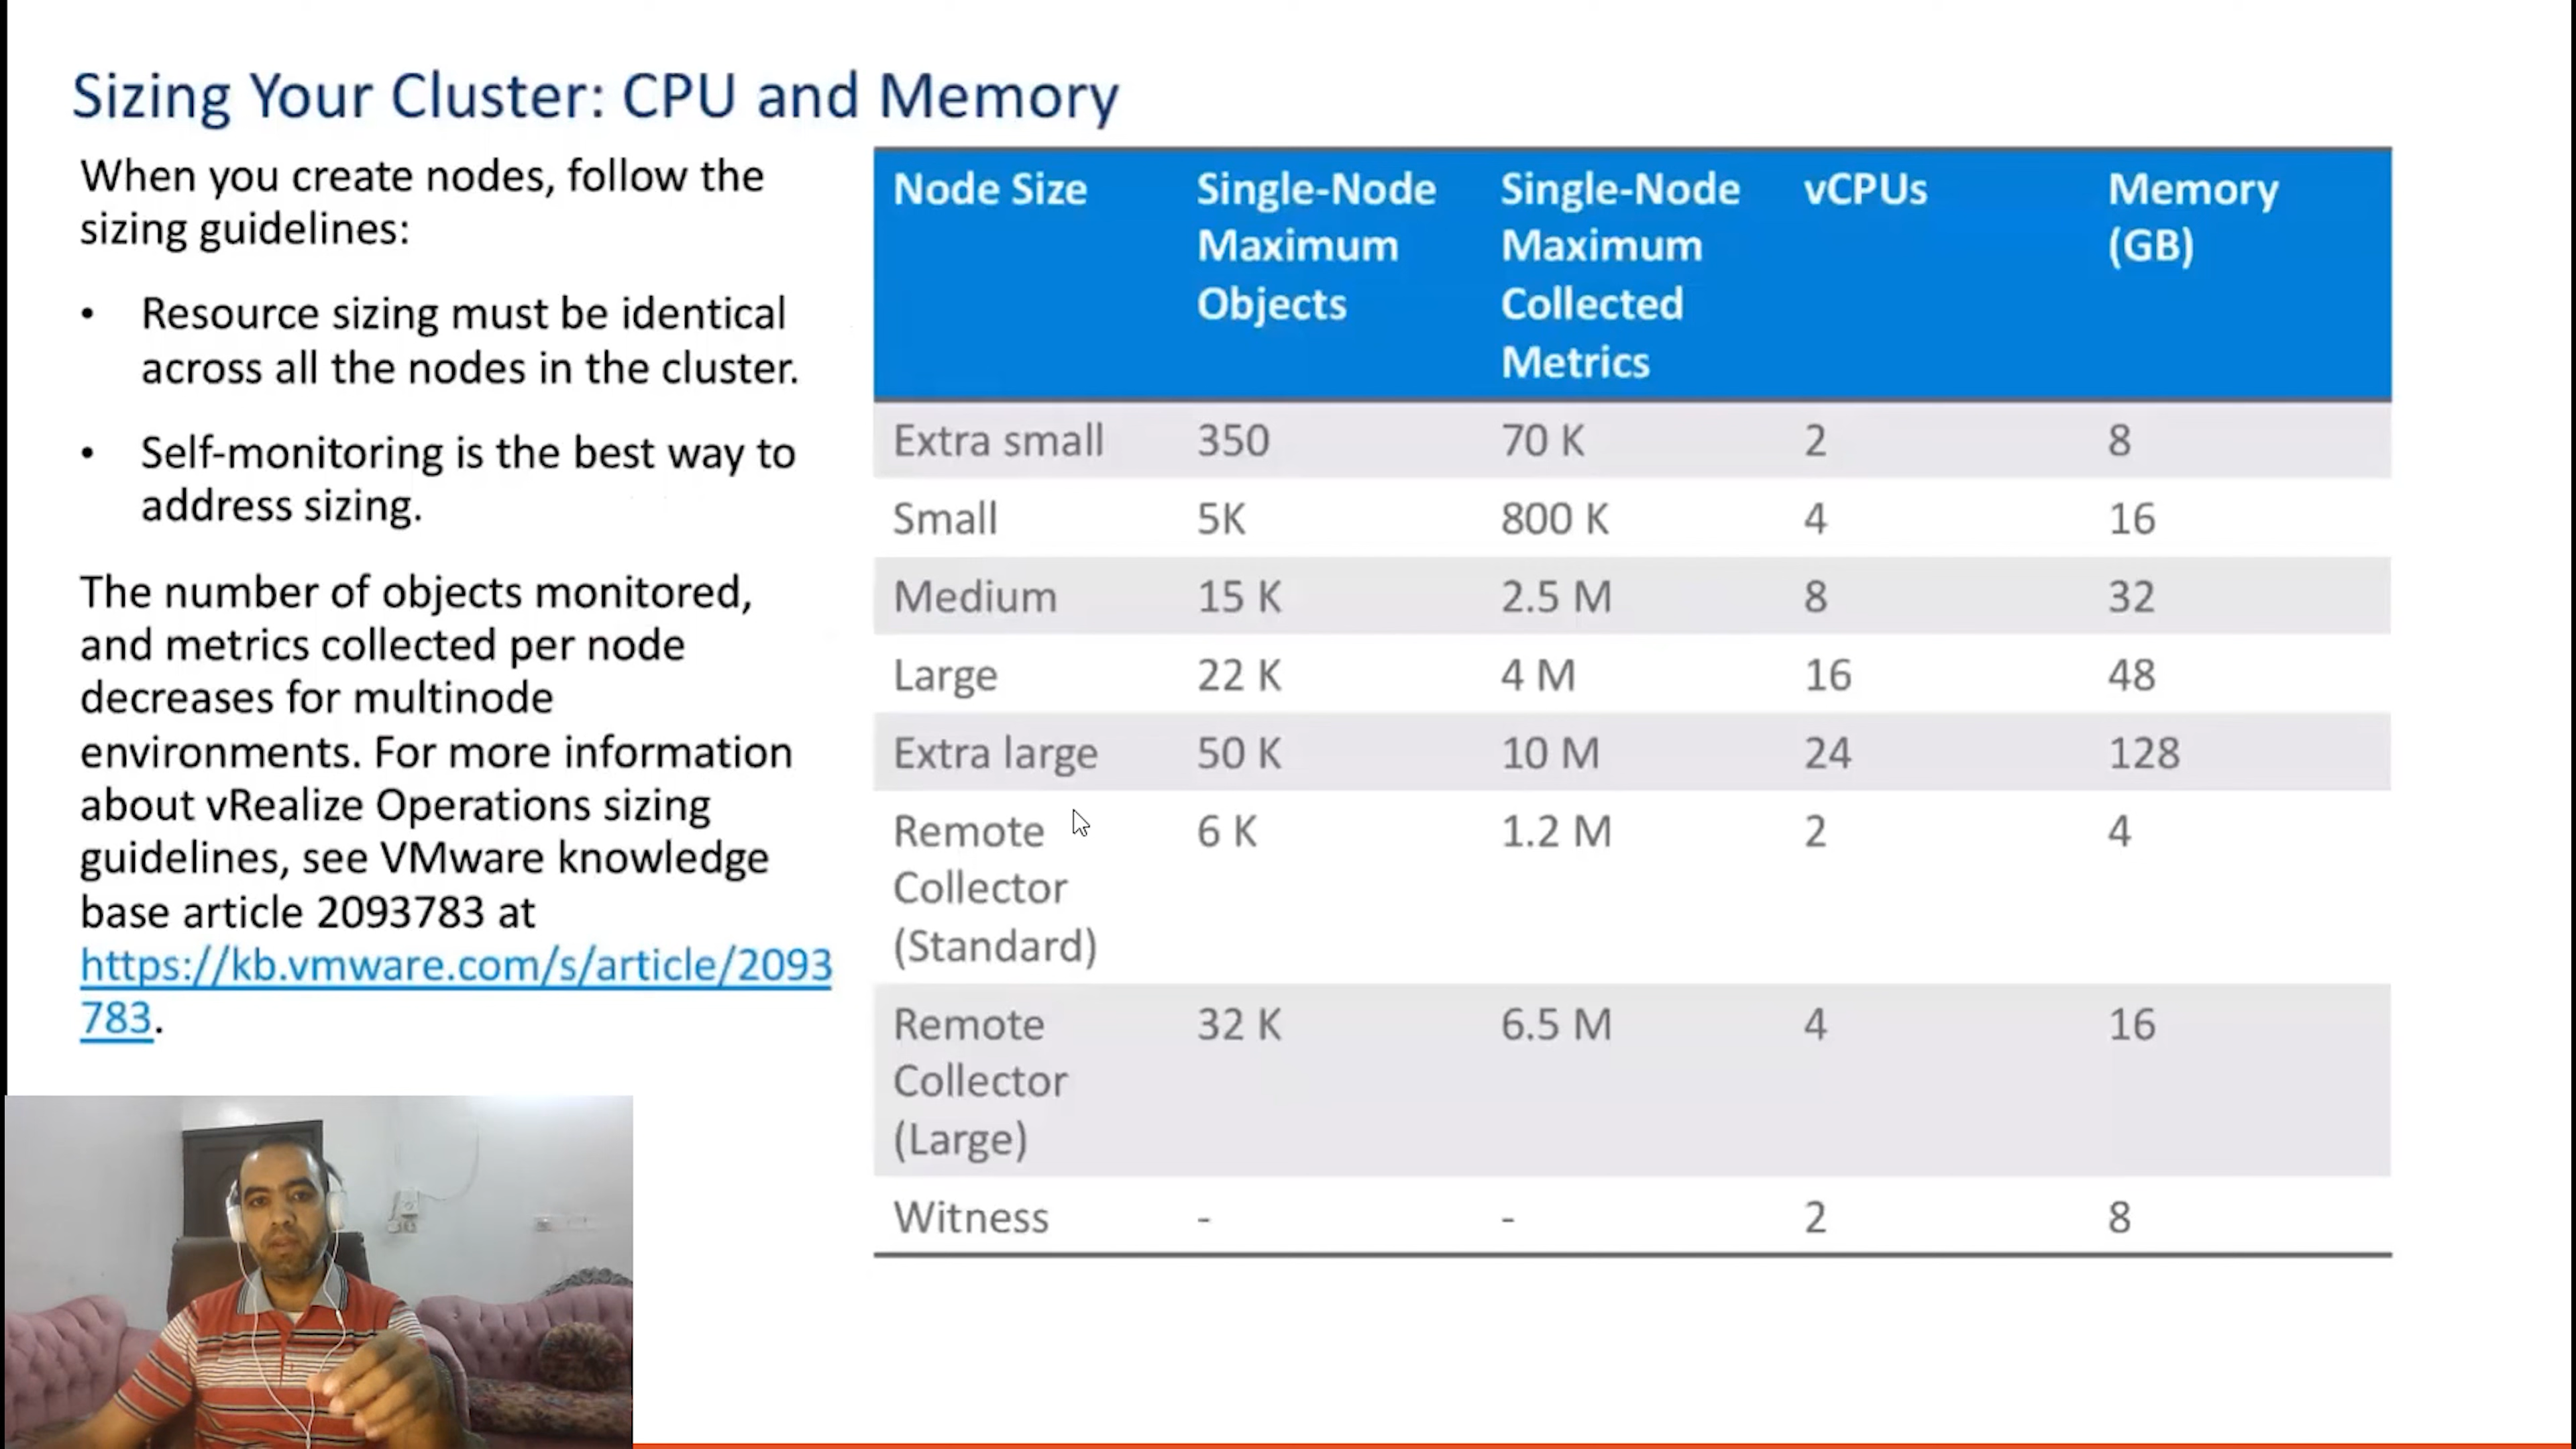 Sizing Your Cluster: CPU and Memory
When you create nodes, follow the
sizing guidelines:
• Resource sizing must be identical
across all the nodes in the cluster.
• Self-monitoring is the best way to
address sizing.
The number of objects monitored,
and metrics collected per node
decreases for multinode
environments. For more information
about vRealize Operations sizing
guidelines, see VMware knowledge
base article 2093783 at
https://kb.vmware.com/s/article/2093
783.
Node Size Single-Node Single-Node vCPUs Memory
Maximum Maximum (GB)
Objects Collected
Metrics
Extra small 350 70 K 2 8
Small 5K 800 K 4 16
Medium 15 K 2.5 M 8 32
Large 22 K 4 M 16 48
Extra large 50 K 10 M 24 128
Remote 6 K 1.2 M 2 4
Collector
(Standard)
Remote 32 K 6.5 M 4 16
Collector
(Large)
Witness - - 2 8